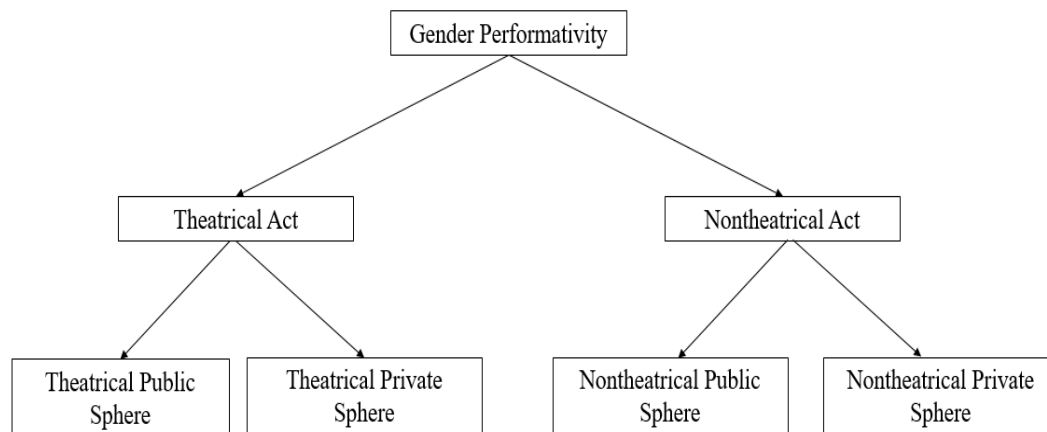 Gender Performativity
Theatrical Act
Nontheatrical Act
Theatrical Public
Sphere
Theatrical Private
Sphere
Nontheatrical Public
Sphere
Nontheatrical Private
Sphere